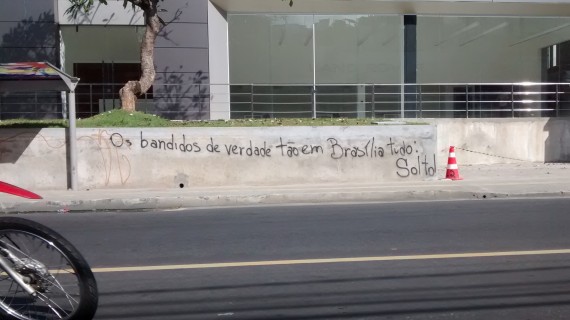 Os bandidos de verdade tão em Brasília tudo:
Solto!